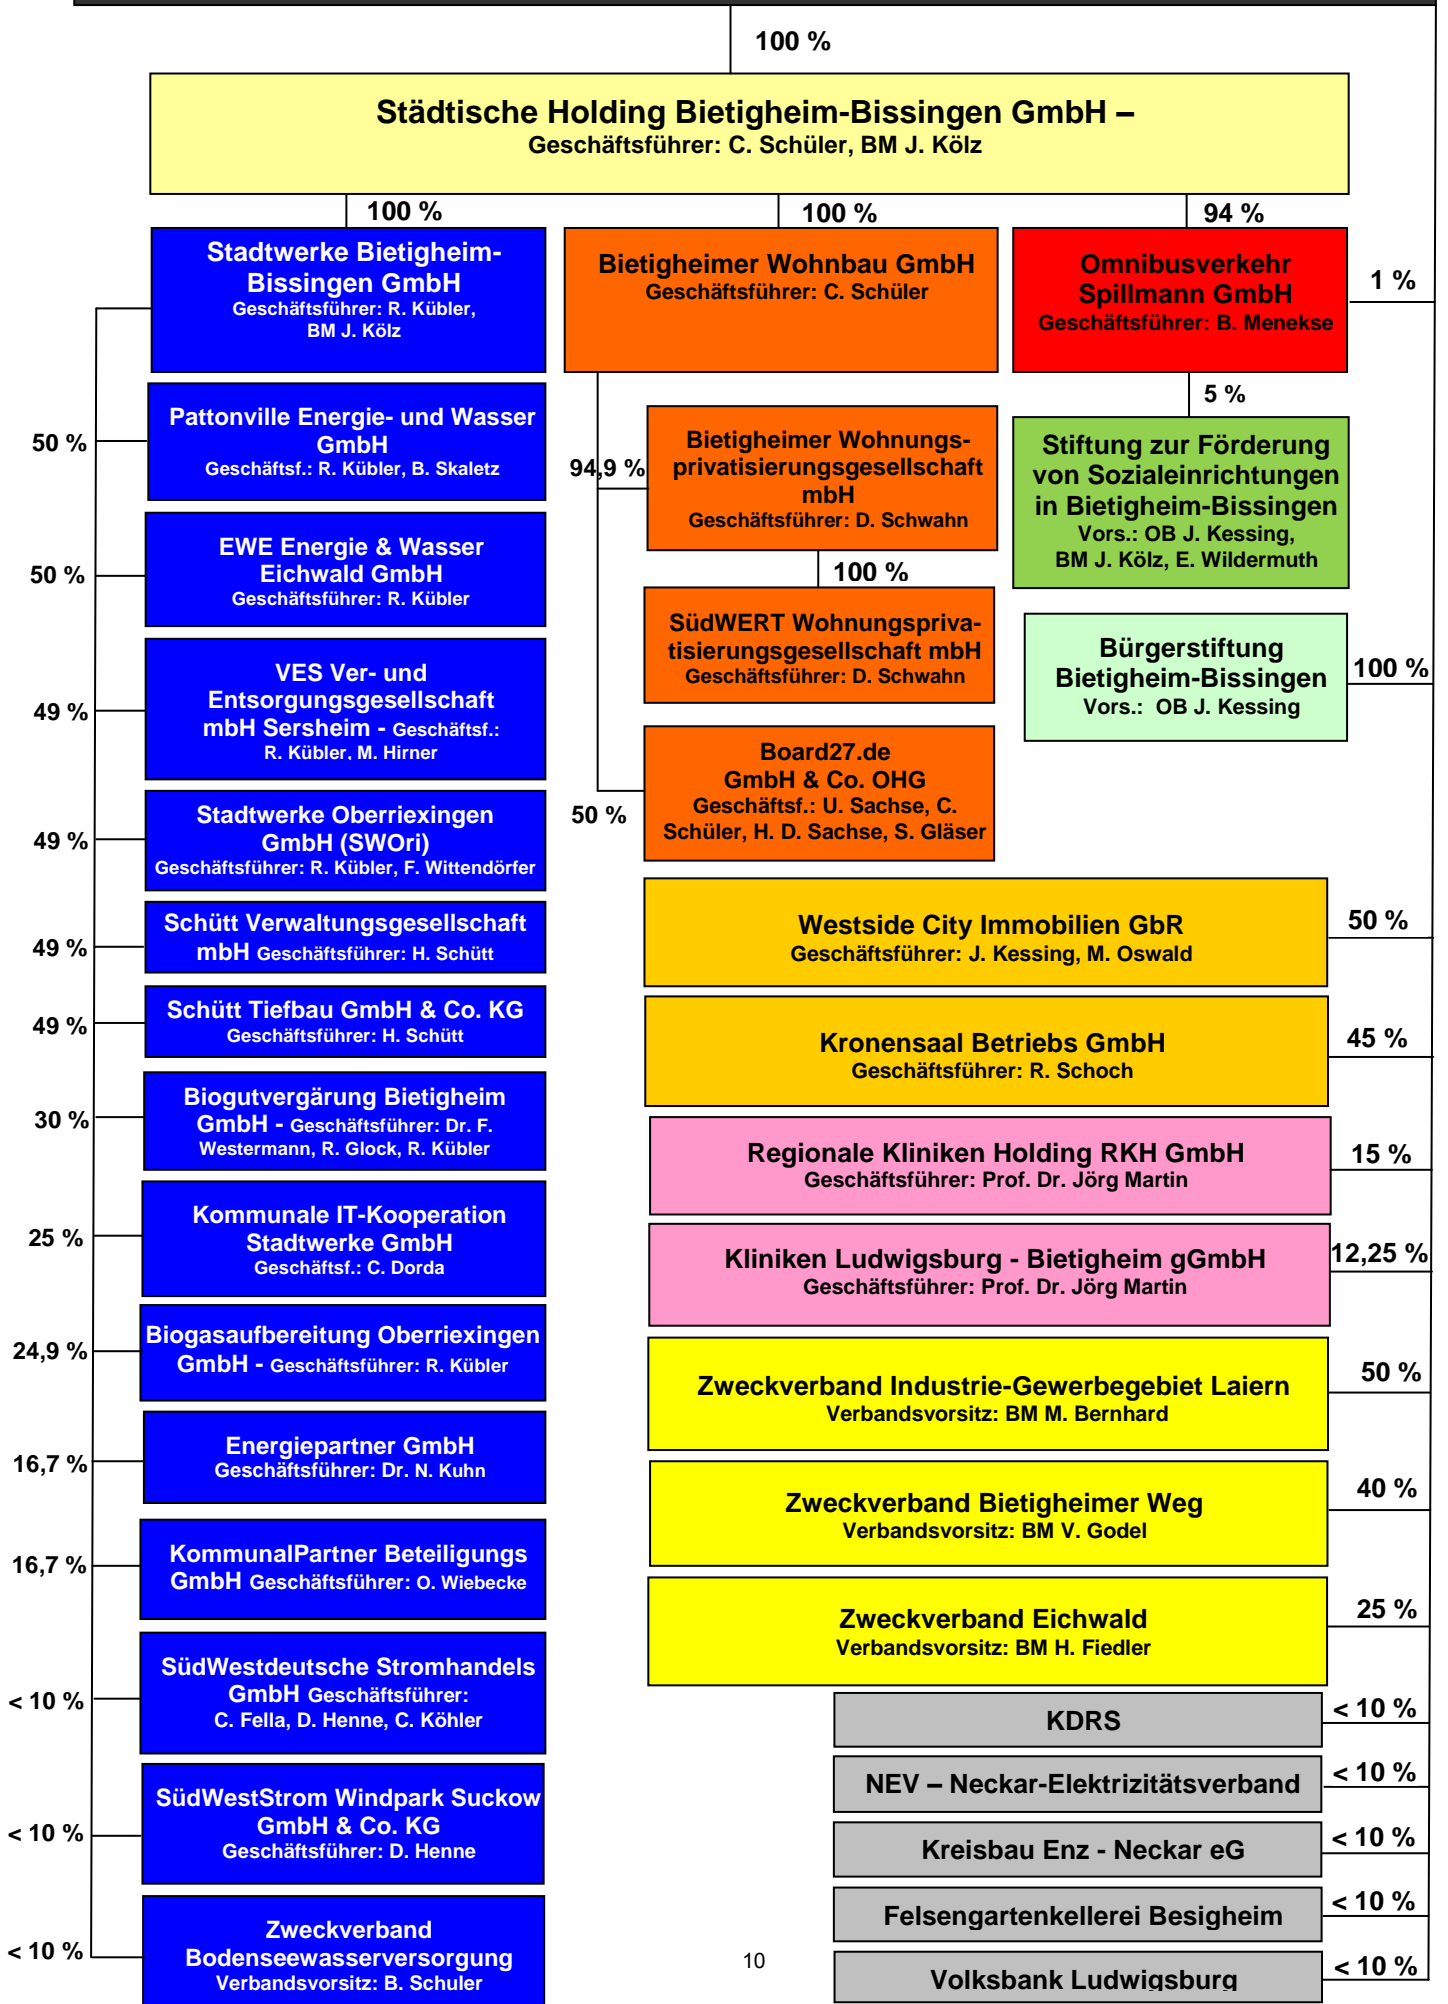 100 %
Städtische Holding Bietigheim-Bissingen GmbH –
Geschäftsführer: C. Schüler, BM J. Kölz
100 %
100 %
94 %
Stadtwerke Bietigheim-
Bissingen GmbH
Geschäftsführer: R. Kübler,
BM J. Kölz
Bietigheimer Wohnbau GmbH
Geschäftsführer: C. Schüler
Omnibusverkehr
Spillmann GmbH
Geschäftsführer: B. Menekse
1 %
50 %
Pattonville Energie- und Wasser
GmbH
Geschäftsf.: R. Kübler, B. Skaletz
50 %
EWE Energie & Wasser
Eichwald GmbH
Geschäftsführer: R. Kübler
49 %
VES Ver- und
Entsorgungsgesellschaft
mbH Sersheim - Geschäftsf.:
R. Kübler, M. Hirner
49 %
Stadtwerke Oberriexingen
GmbH (SWOri)
Geschäftsführer: R. Kübler, F. Wittendörfer
49 %
Schütt Verwaltungsgesellschaft
mbH Geschäftsführer: H. Schütt
49 %
Schütt Tiefbau GmbH & Co. KG
Geschäftsführer: H. Schütt
30 %
Biogutvergärung Bietigheim
GmbH - Geschäftsführer: Dr. F.
Westermann, R. Glock, R. Kübler
25 %
Kommunale IT-Kooperation
Stadtwerke GmbH
Geschäftsf.: C. Dorda
24,9 %
Biogasaufbereitung Oberriexingen
GmbH - Geschäftsführer: R. Kübler
16,7 %
Energiepartner GmbH
Geschäftsführer: Dr. N. Kuhn
16,7 %
KommunalPartner Beteiligungs
GmbH Geschäftsführer: O. Wiebecke
< 10 %
SüdWestdeutsche Stromhandels
GmbH Geschäftsführer:
C. Fella, D. Henne, C. Köhler
< 10 %
SüdWestStrom Windpark Suckow
GmbH & Co. KG
Geschäftsführer: D. Henne
< 10 %
Zweckverband
Bodenseewasserversorgung
Verbandsvorsitz: B. Schuler
94,9 %
Bietigheimer Wohnungs-
privatisierungsgesellschaft
mbH
Geschäftsführer: D. Schwahn
100 %
SüdWERT Wohnungspriva-
tisierungsgesellschaft mbH
Geschäftsführer: D. Schwahn
50 %
Board27.de
GmbH & Co. OHG
Geschäftsf.: U. Sachse, C.
Schüler, H. D. Sachse, S. Gläser
5 %
Stiftung zur Förderung
von Sozialeinrichtungen
in Bietigheim-Bissingen
Vors.: OB J. Kessing,
BM J. Kölz, E. Wildermuth
Bürgerstiftung
Bietigheim-Bissingen
Vors.: OB J. Kessing
100 %
Westside City Immobilien GbR
Geschäftsführer: J. Kessing, M. Oswald
50 %
Kronensaal Betriebs GmbH
Geschäftsführer: R. Schoch
45 %
Regionale Kliniken Holding RKH GmbH
Geschäftsführer: Prof. Dr. Jörg Martin
15 %
Kliniken Ludwigsburg - Bietigheim gGmbH
Geschäftsführer: Prof. Dr. Jörg Martin
12,25 %
Zweckverband Industrie-Gewerbegebiet Laiern
Verbandsvorsitz: BM M. Bernhard
50 %
Zweckverband Bietigheimer Weg
Verbandsvorsitz: BM V. Godel
40 %
Zweckverband Eichwald
Verbandsvorsitz: BM H. Fiedler
25 %
KDRS
< 10 %
NEV – Neckar-Elektrizitätsverband
< 10 %
Kreisbau Enz - Neckar eG
< 10 %
Felsengartenkellerei Besigheim
< 10 %
Volksbank Ludwigsburg
< 10 %
10